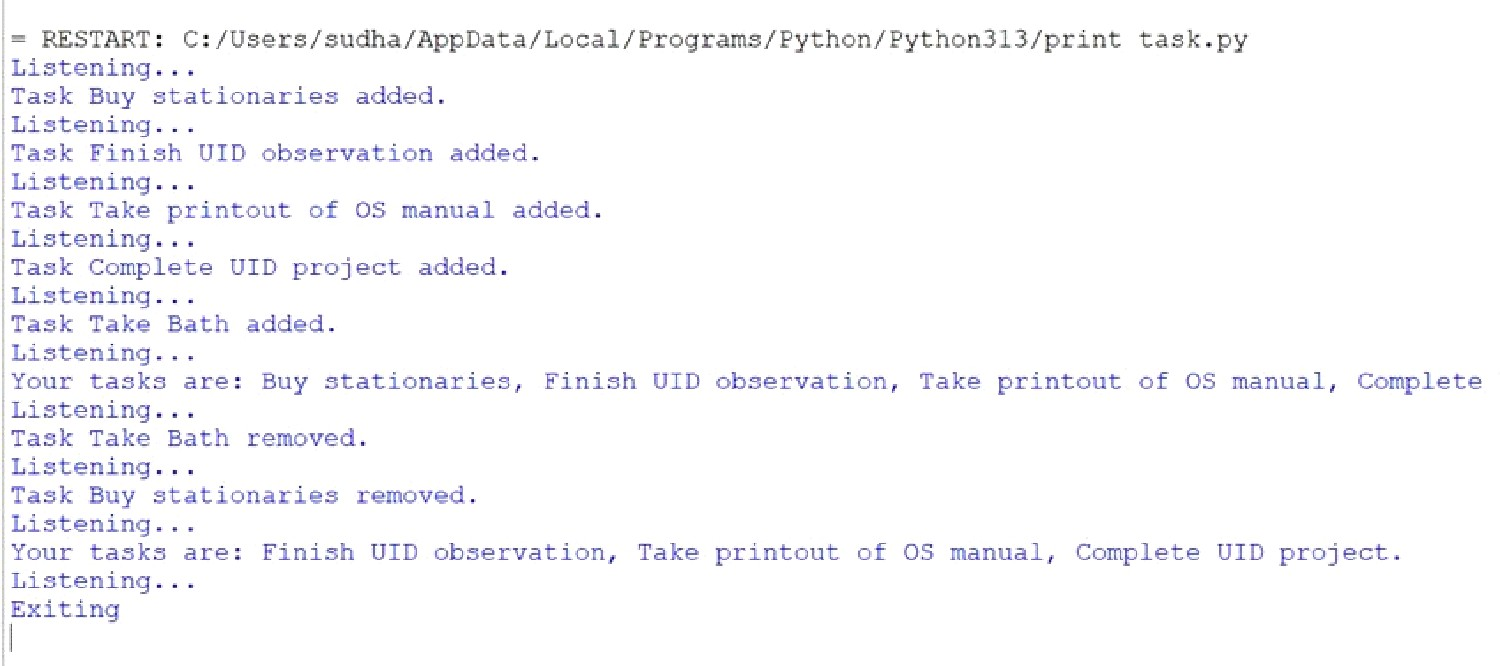 = RESTART: C:/Users/sudha/AppData/Local/Programs/Python/Python313/print task.py
Listening...
Task Buy stationaries added.
Listening...
Task Finish UID observation added.
Listening...
Task Take printout of OS manual added.
Listening...
Task Complete UID project added.
Listening...
Task Take Bath added.
Listening...
Your tasks are: Buy stationaries, Finish UID observation, Take printout of OS manual, Complete
Listening...
Task Take Bath removed.
Listening...
Task Buy stationaries removed.
Listening...
Your tasks are: Finish UID observation, Take printout of OS manual, Complete UID project.
Listening...
Exiting